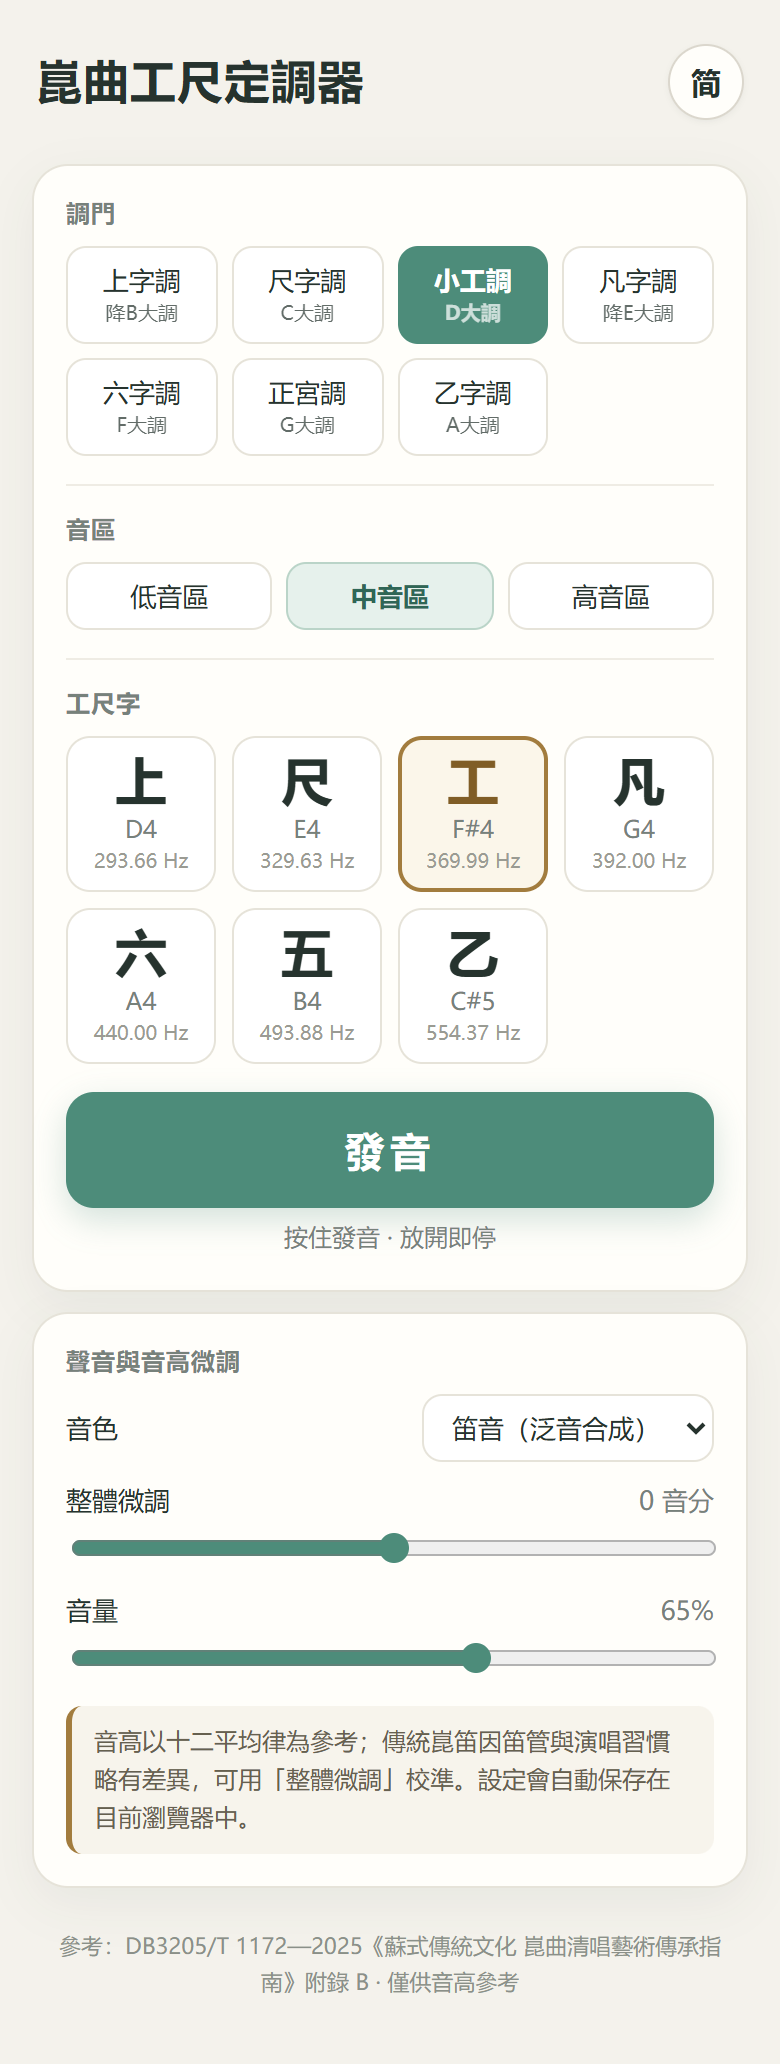 崑曲工尺定調器
简
調門
上字調 尺字調 小工調 凡字調
降B大調 C大調 D大調 降E大調
六字調 正宮調 乙字調
F大調 G大調 A大調
音區
低音區 中音區 高音區
工尺字
上 尺 工 凡
D4 E4 F#4 G4
293.66 Hz 329.63 Hz 369.99 Hz 392.00 Hz
六 五 乙
A4 B4 C#5
440.00 Hz 493.88 Hz 554.37 Hz
發音
按住發音 · 放開即停
聲音與音高微調
音色 笛音（泛音合成）
整體微調 0 音分
音量 65%
音高以十二平均律為參考；傳統崑笛因笛管與演唱習慣
略有差異，可用「整體微調」校準。設定會自動保存在
目前瀏覽器中。
參考：DB3205/T 1172—2025《蘇式傳統文化 崑曲清唱藝術傳承指
南》附錄 B · 僅供音高參考